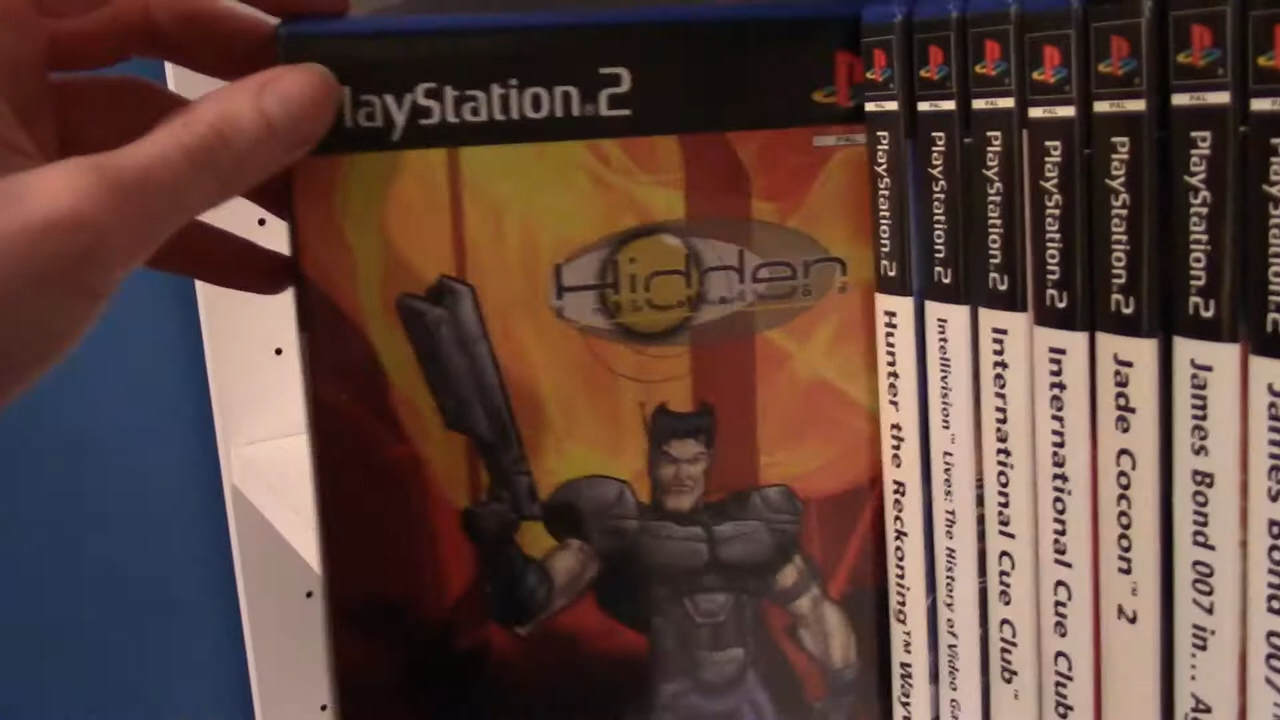 PlayStation.2
PAL
Hidden
PAL
PlayStation.2
Hunter the Reckoning™
PAL
PlayStation.2
Intellivision™ Lives: The History of Video
PAL
PlayStation.2
International Cue Club™
PAL
PlayStation.2
International Cue Club
PAL
PlayStation.2
Jade Cocoon™ 2
PAL
PlayStation.2
James Bond 007 in...
PlayStation.2
James Bond 007